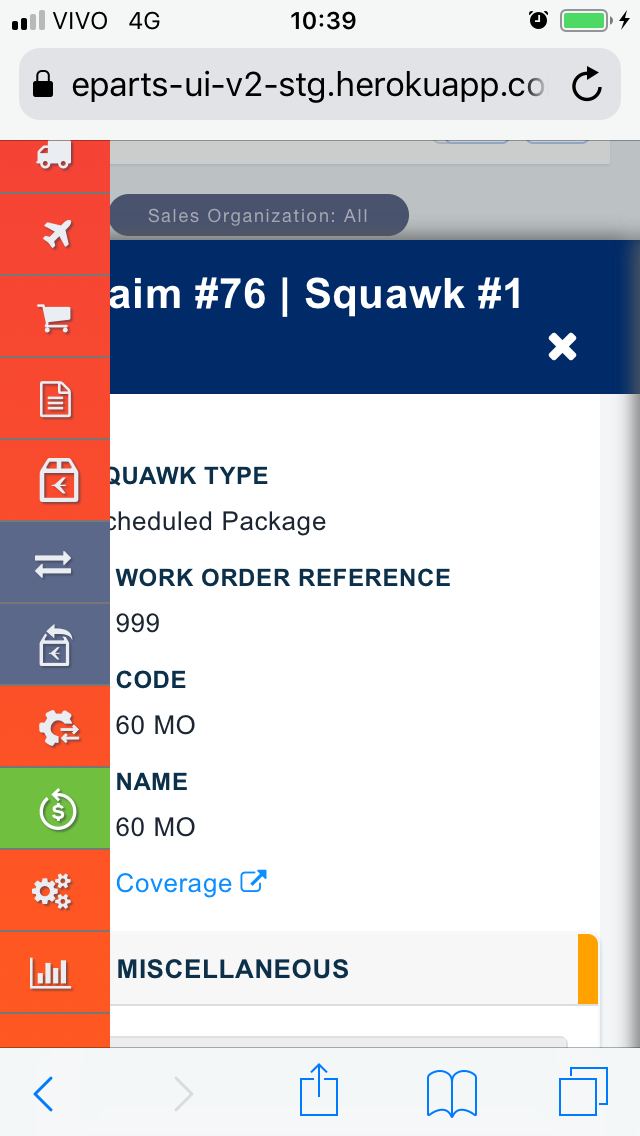 VIVO 4G 10:39
eparts-ui-v2-stg.herokuapp.co
Sales Organization: All
aim #76 | Squawk #1
QUAWK TYPE
cheduled Package
WORK ORDER REFERENCE
999
CODE
60 MO
NAME
60 MO
Coverage
MISCELLANEOUS